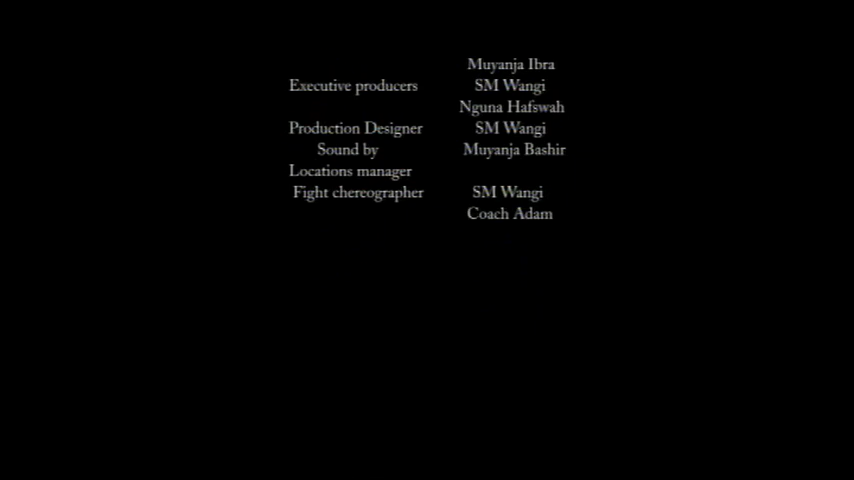 Muyanja Ibra
Executive producers SM Wangi
Nguna Hafswah
Production Designer SM Wangi
Sound by Muyanja Bashir
Locations manager
Fight chereographer SM Wangi
Coach Adam